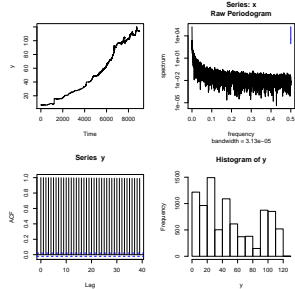 y
20 40 60 80 100
0 2000 4000 6000 8000
Time
Series: x
Raw Periodogram
spectrum
1e-05 1e-02 1e+01 1e+04
0.0 0.1 0.2 0.3 0.4 0.5
frequency
bandwidth = 3.13e-05
Series y
ACF
0.0 0.2 0.4 0.6 0.8 1.0
0 10 20 30 40
Lag
Histogram of y
Frequency
0 500 1000 1500
0 20 40 60 80 100 120
y